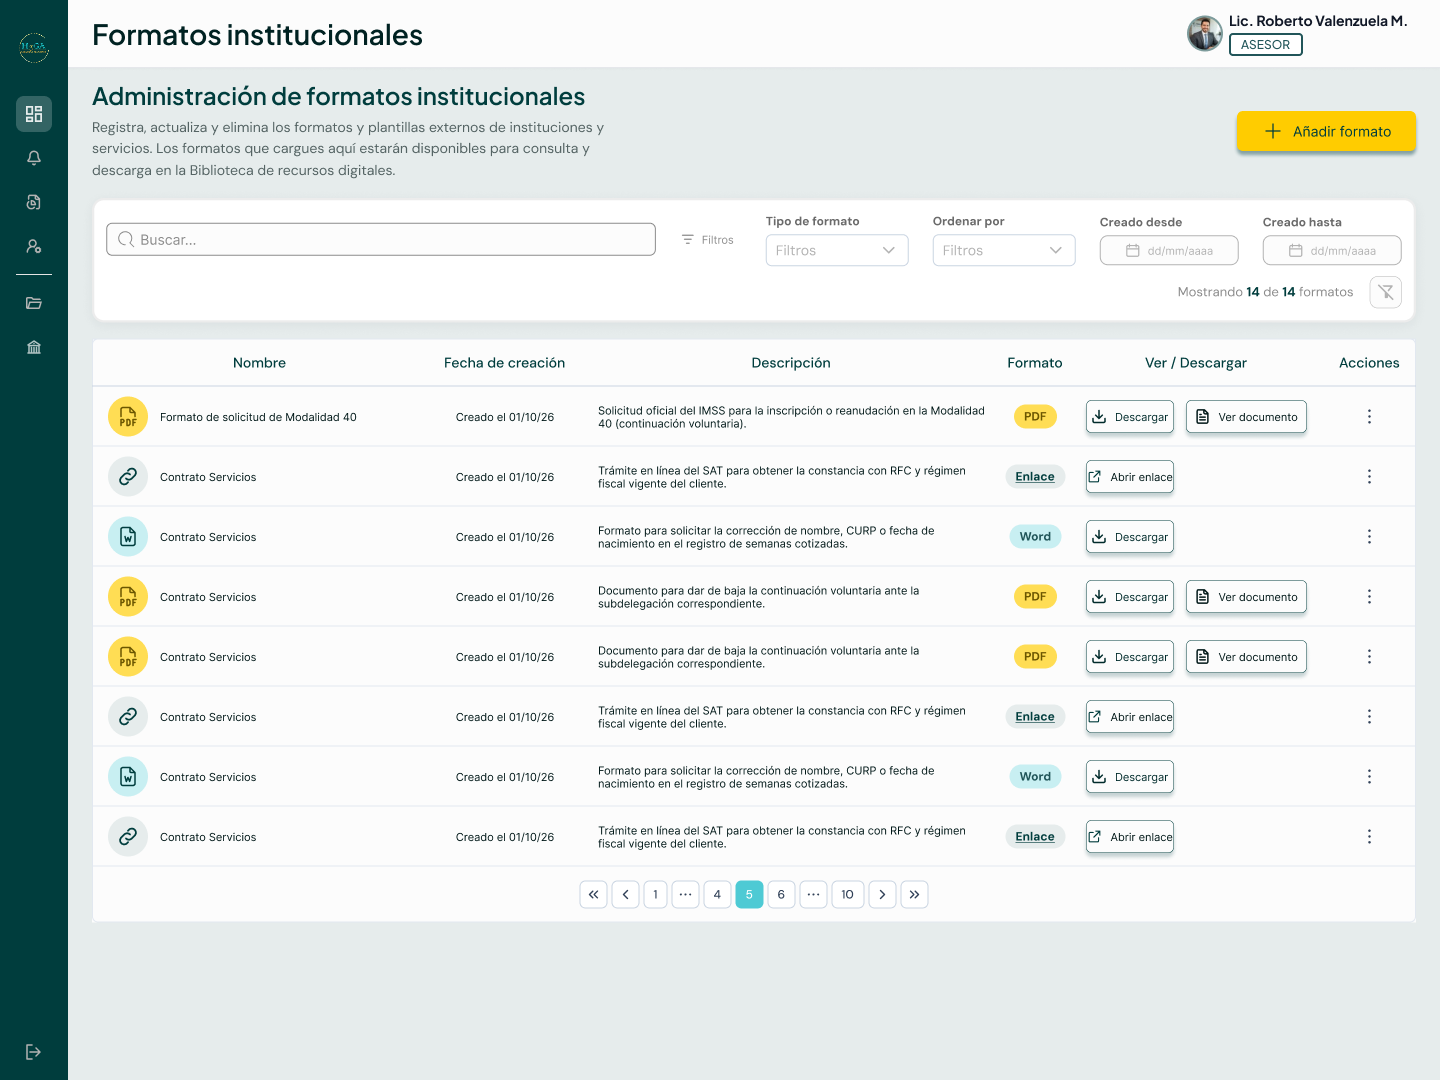 Formatos institucionales
Lic. Roberto Valenzuela M.
ASESOR
Administración de formatos institucionales
Registra, actualiza y elimina los formatos y plantillas externos de instituciones y
servicios. Los formatos que cargues aquí estarán disponibles para consulta y
descarga en la Biblioteca de recursos digitales.
Añadir formato
Buscar...
Filtros
Tipo de formato
Filtros
Ordenar por
Filtros
Creado desde
dd/mm/aaaa
Creado hasta
dd/mm/aaaa
Mostrando 14 de 14 formatos
Nombre Fecha de creación Descripción Formato Ver / Descargar Acciones
PDF Formato de solicitud de Modalidad 40 Creado el 01/10/26
Solicitud oficial del IMSS para la inscripción o reanudación en la Modalidad
40 (continuación voluntaria).
PDF Descargar Ver documento
Contrato Servicios Creado el 01/10/26
Trámite en línea del SAT para obtener la constancia con RFC y régimen
fiscal vigente del cliente.
Enlace Abrir enlace
W Contrato Servicios Creado el 01/10/26
Formato para solicitar la corrección de nombre, CURP o fecha de
nacimiento en el registro de semanas cotizadas.
Word Descargar
PDF Contrato Servicios Creado el 01/10/26
Documento para dar de baja la continuación voluntaria ante la
subdelegación correspondiente.
PDF Descargar Ver documento
PDF Contrato Servicios Creado el 01/10/26
Documento para dar de baja la continuación voluntaria ante la
subdelegación correspondiente.
PDF Descargar Ver documento
Contrato Servicios Creado el 01/10/26
Trámite en línea del SAT para obtener la constancia con RFC y régimen
fiscal vigente del cliente.
Enlace Abrir enlace
W Contrato Servicios Creado el 01/10/26
Formato para solicitar la corrección de nombre, CURP o fecha de
nacimiento en el registro de semanas cotizadas.
Word Descargar
Contrato Servicios Creado el 01/10/26
Trámite en línea del SAT para obtener la constancia con RFC y régimen
fiscal vigente del cliente.
Enlace Abrir enlace
« ‹ 1 ··· 4 5 6 ··· 10 › »